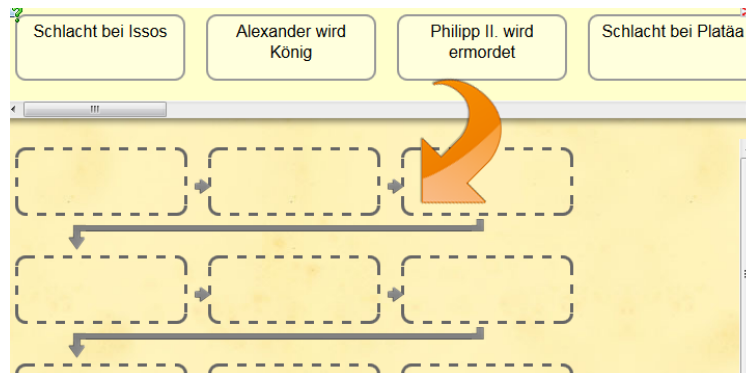 Schlacht bei Issos
Alexander wird
König
Philipp II. wird
ermordet
Schlacht bei Platäa